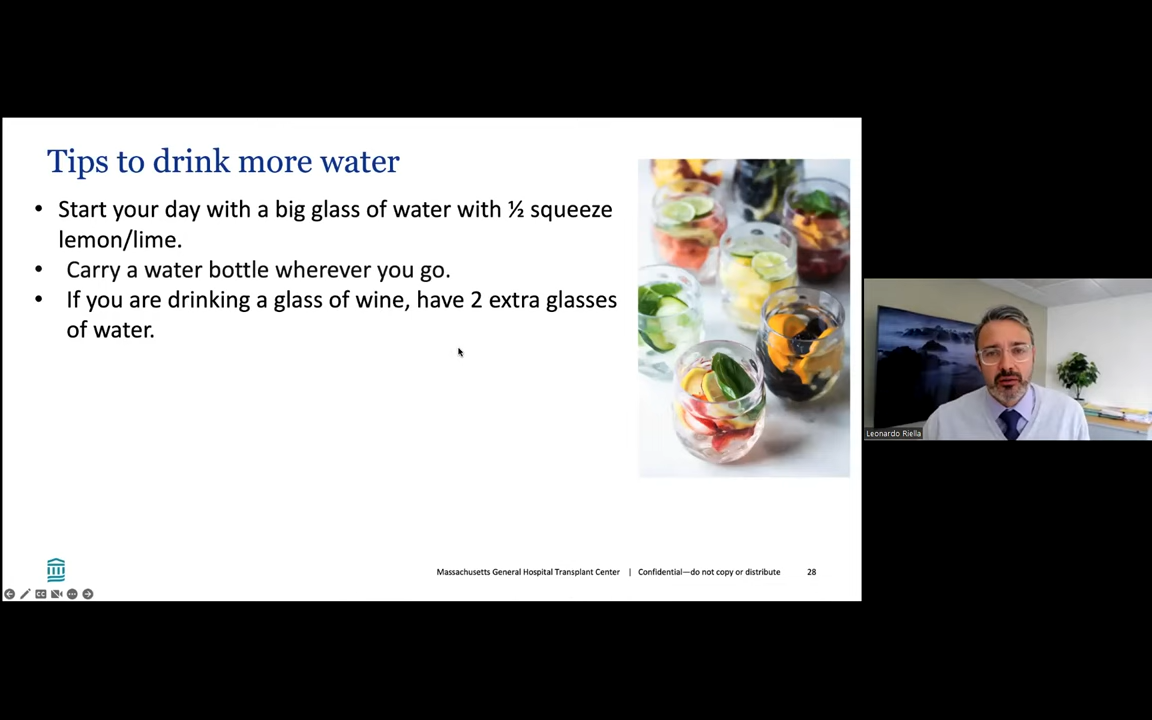 Tips to drink more water
• Start your day with a big glass of water with ½ squeeze
lemon/lime.
• Carry a water bottle wherever you go.
• If you are drinking a glass of wine, have 2 extra glasses
of water.
Leonardo Riella
Massachusetts General Hospital Transplant Center | Confidential—do not copy or distribute 28
CC